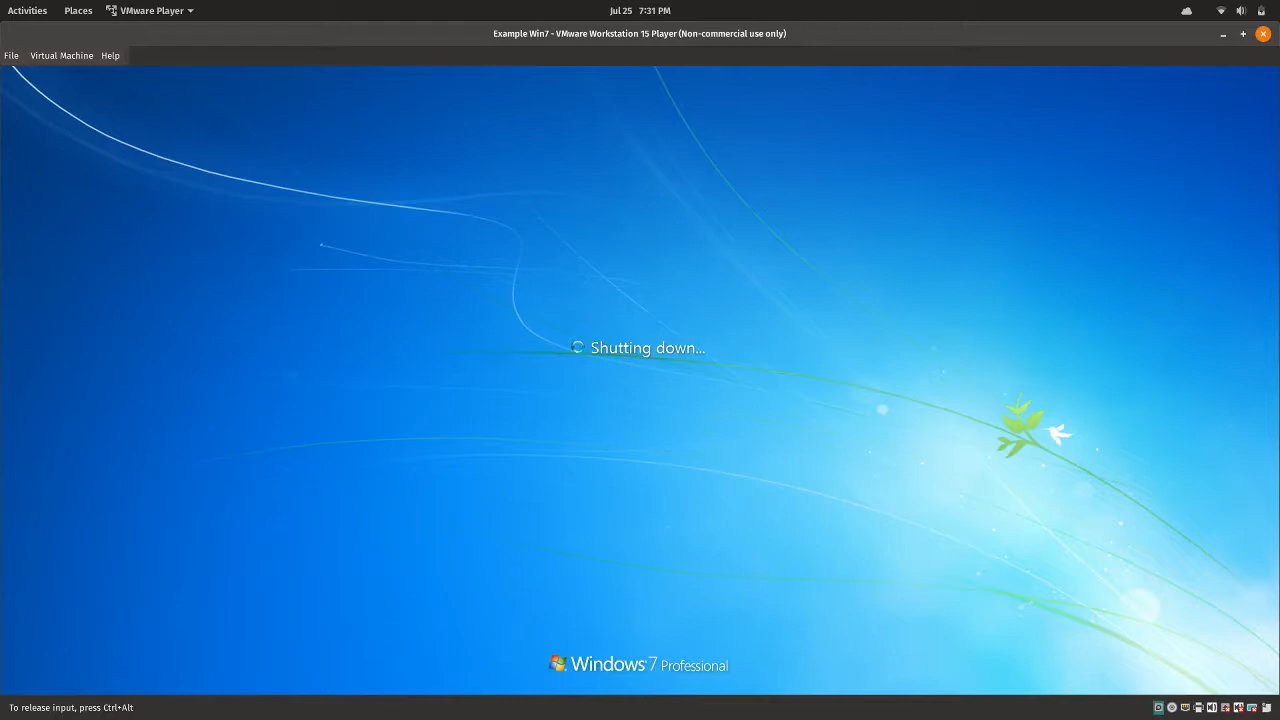 Activities Places VMware Player Jul 25 7:31 PM
Example Win7 - VMware Workstation 15 Player (Non-commercial use only)
File Virtual Machine Help
Shutting down...
Windows 7 Professional
To release input, press Ctrl+Alt